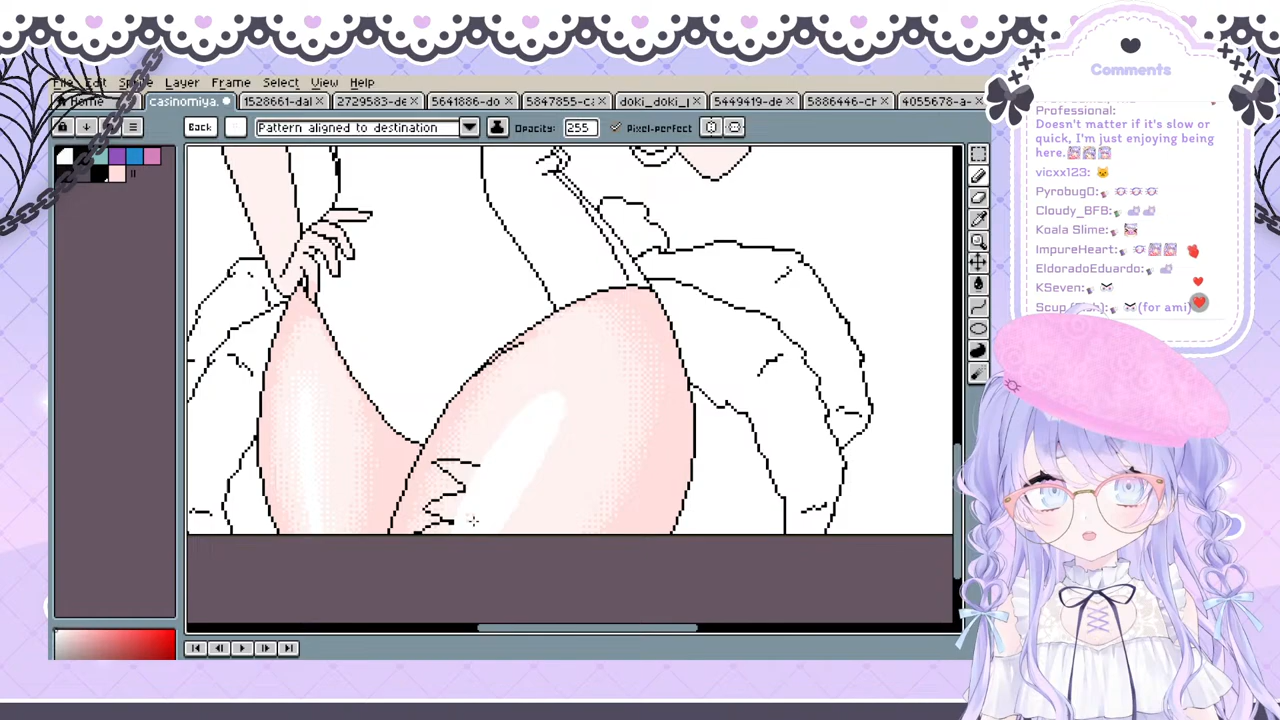 File Edit Sprite Layer Frame Select View Help
Home casinomiya. 1528661-dal 2729583-de 5641886-do 5847855-ca doki_doki_ 5449419-de 5886446-ch 4055678-a-
Back Pattern aligned to destination Opacity: 255 Pixel-perfect
Comments
Professional:
Doesn't matter if it's slow or
quick, I'm just enjoying being
here.
vicxx123:
Pyrobug0:
Cloudy_BFB:
Koala Slime:
ImpureHeart:
EldoradoEduardo:
KSeven:
(for ami)